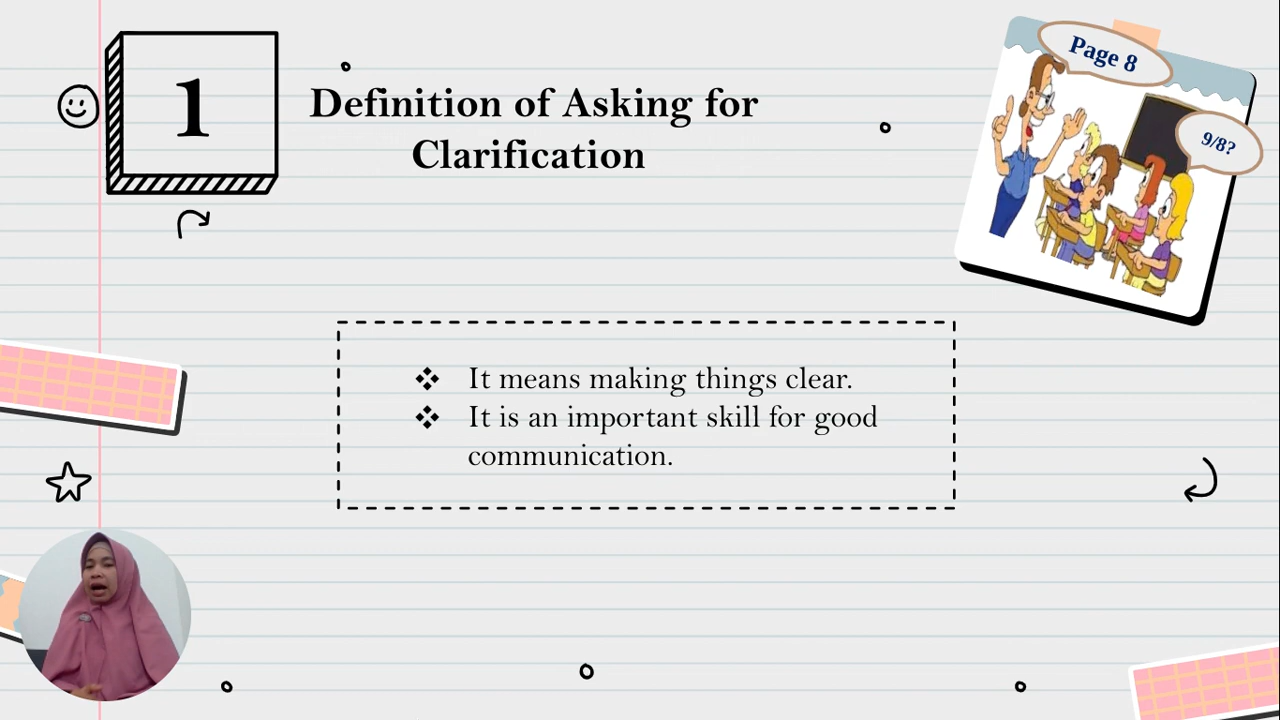 1
Definition of Asking for
Clarification
Page 8
9/8?
❖ It means making things clear.
❖ It is an important skill for good
communication.